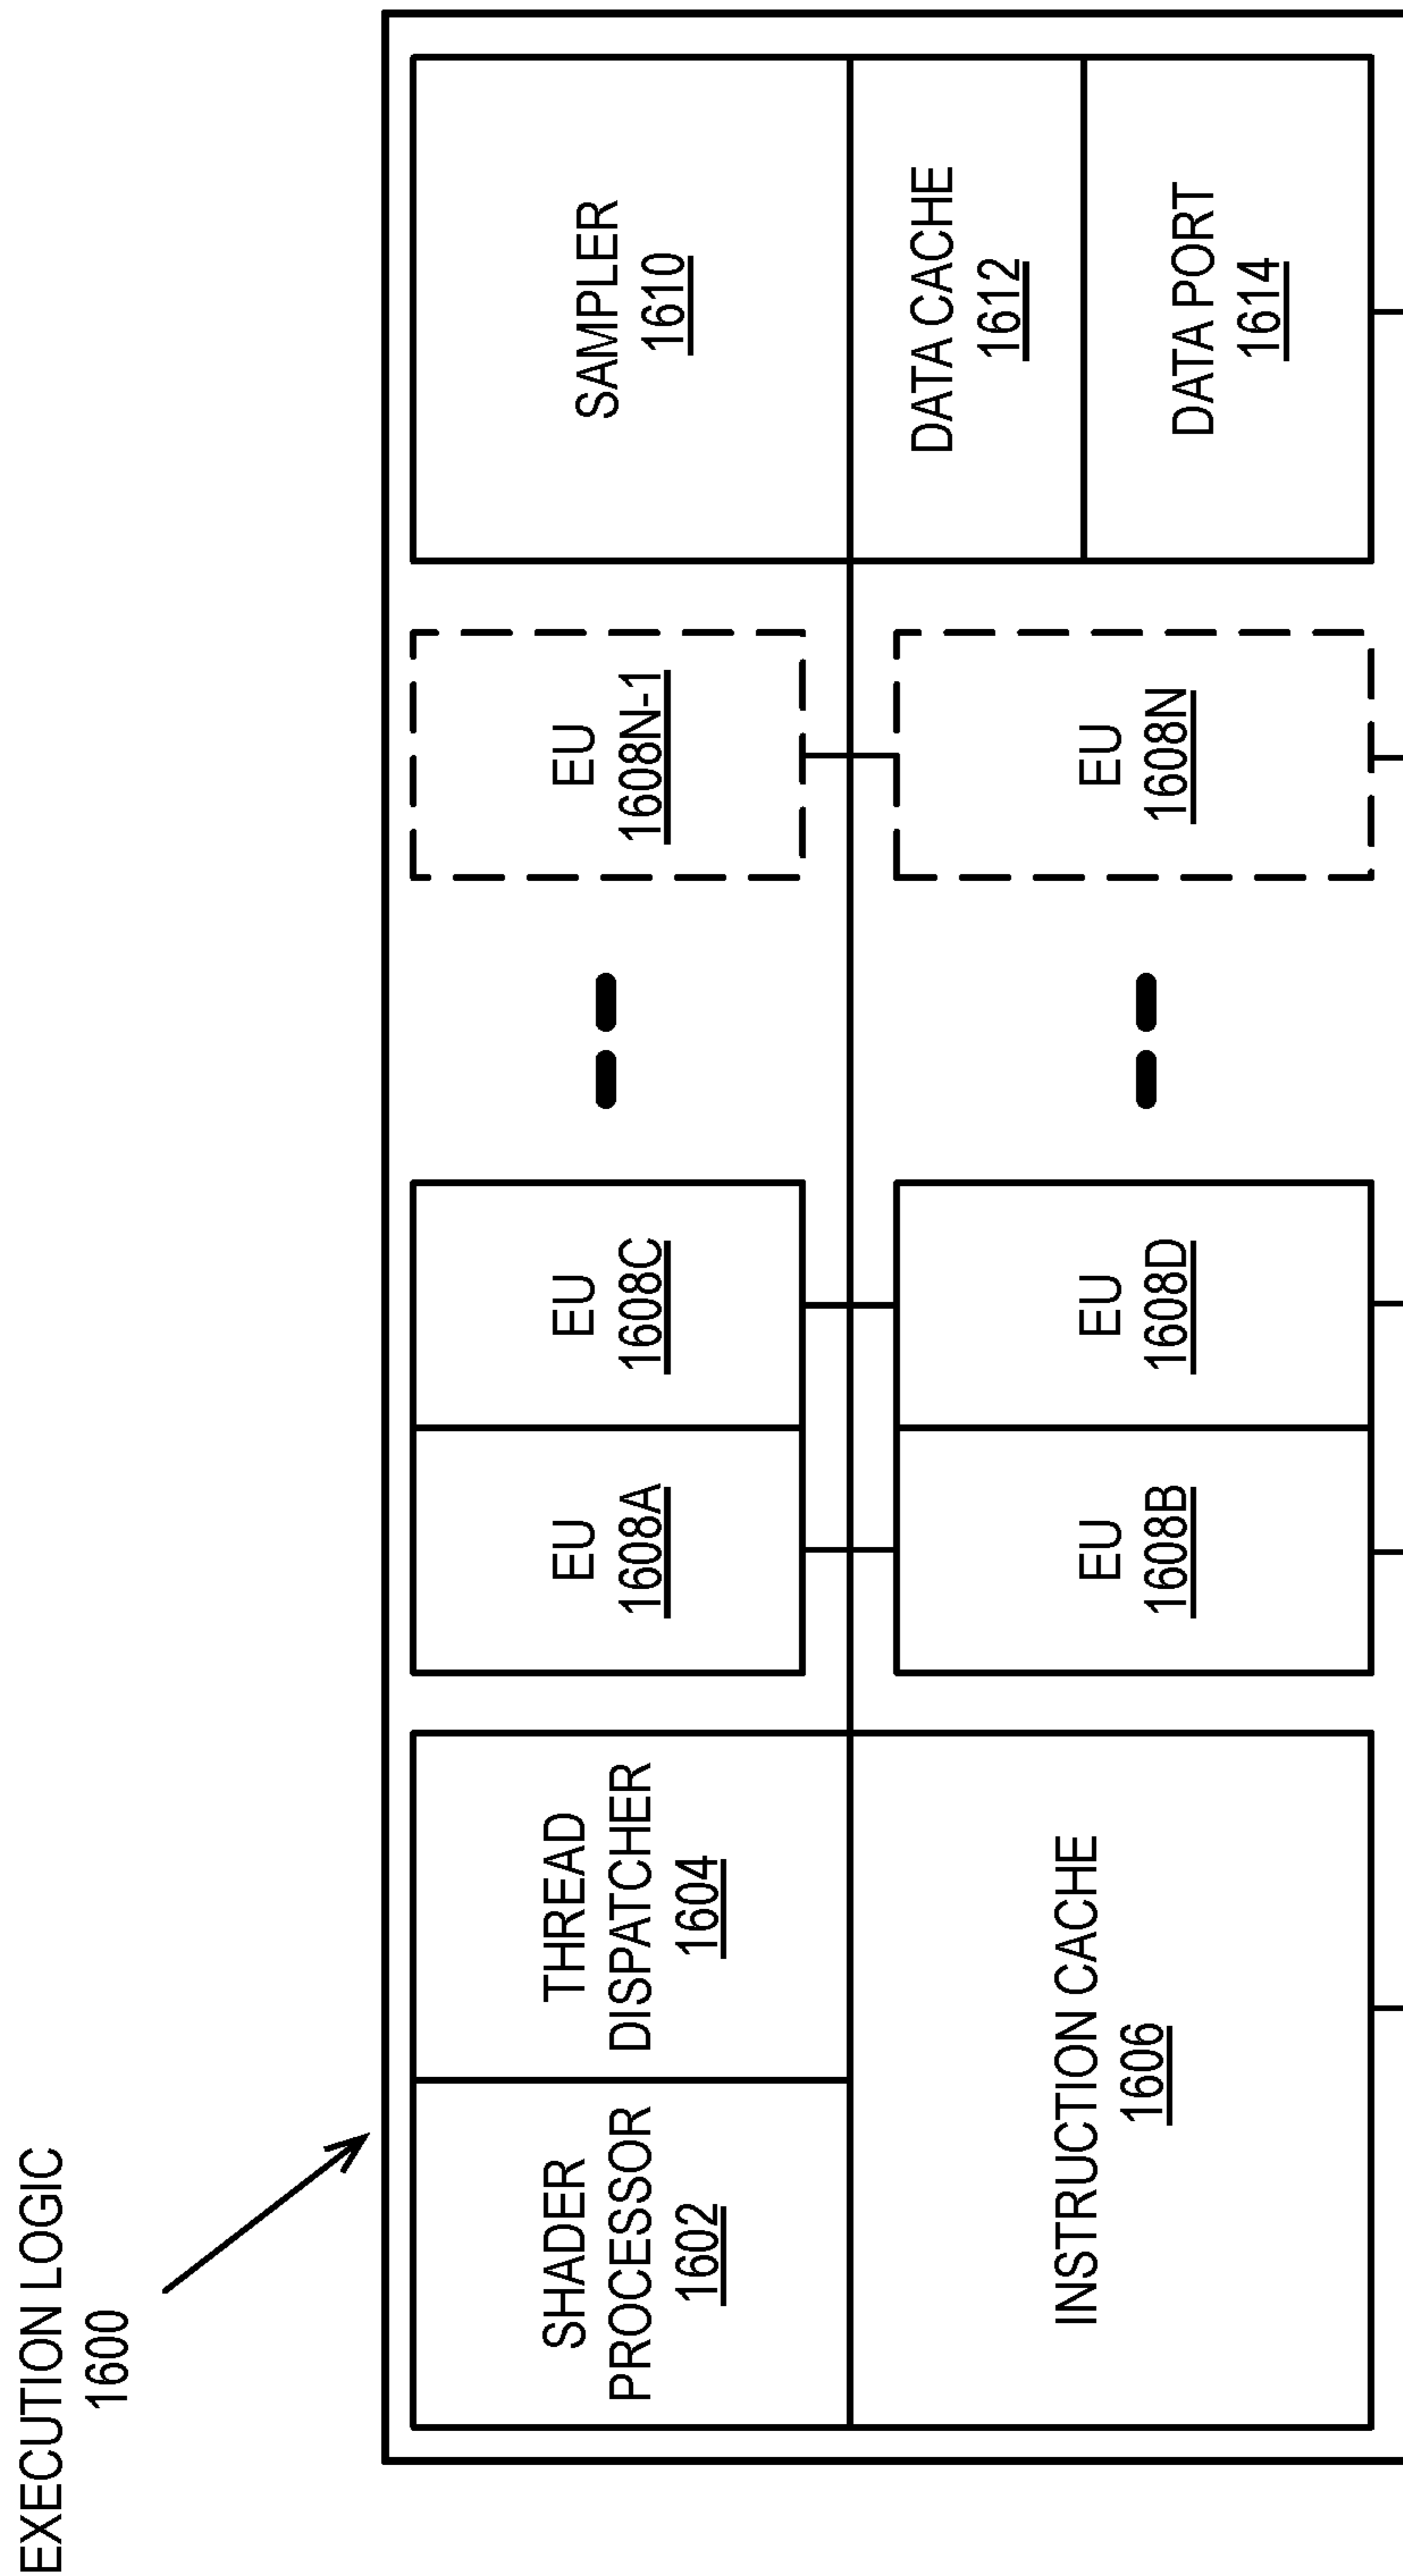 EXECUTION LOGIC
1600
SHADER
PROCESSOR
1602
THREAD
DISPATCHER
1604
INSTRUCTION CACHE
1606
EU
1608A
EU
1608C
EU
1608B
EU
1608D
EU
1608N-1
EU
1608N
SAMPLER
1610
DATA CACHE
1612
DATA PORT
1614